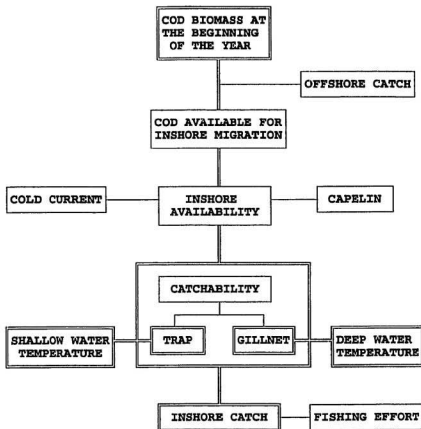 COD BIOMASS AT
THE BEGINNING
OF THE YEAR
OFFSHORE CATCH
COD AVAILABLE FOR
INSHORE MIGRATION
COLD CURRENT
INSHORE
AVAILABILITY
CAPELIN
CATCHABILITY
SHALLOW WATER
TEMPERATURE
TRAP
GILLNET
DEEP WATER
TEMPERATURE
INSHORE CATCH
FISHING EFFORT